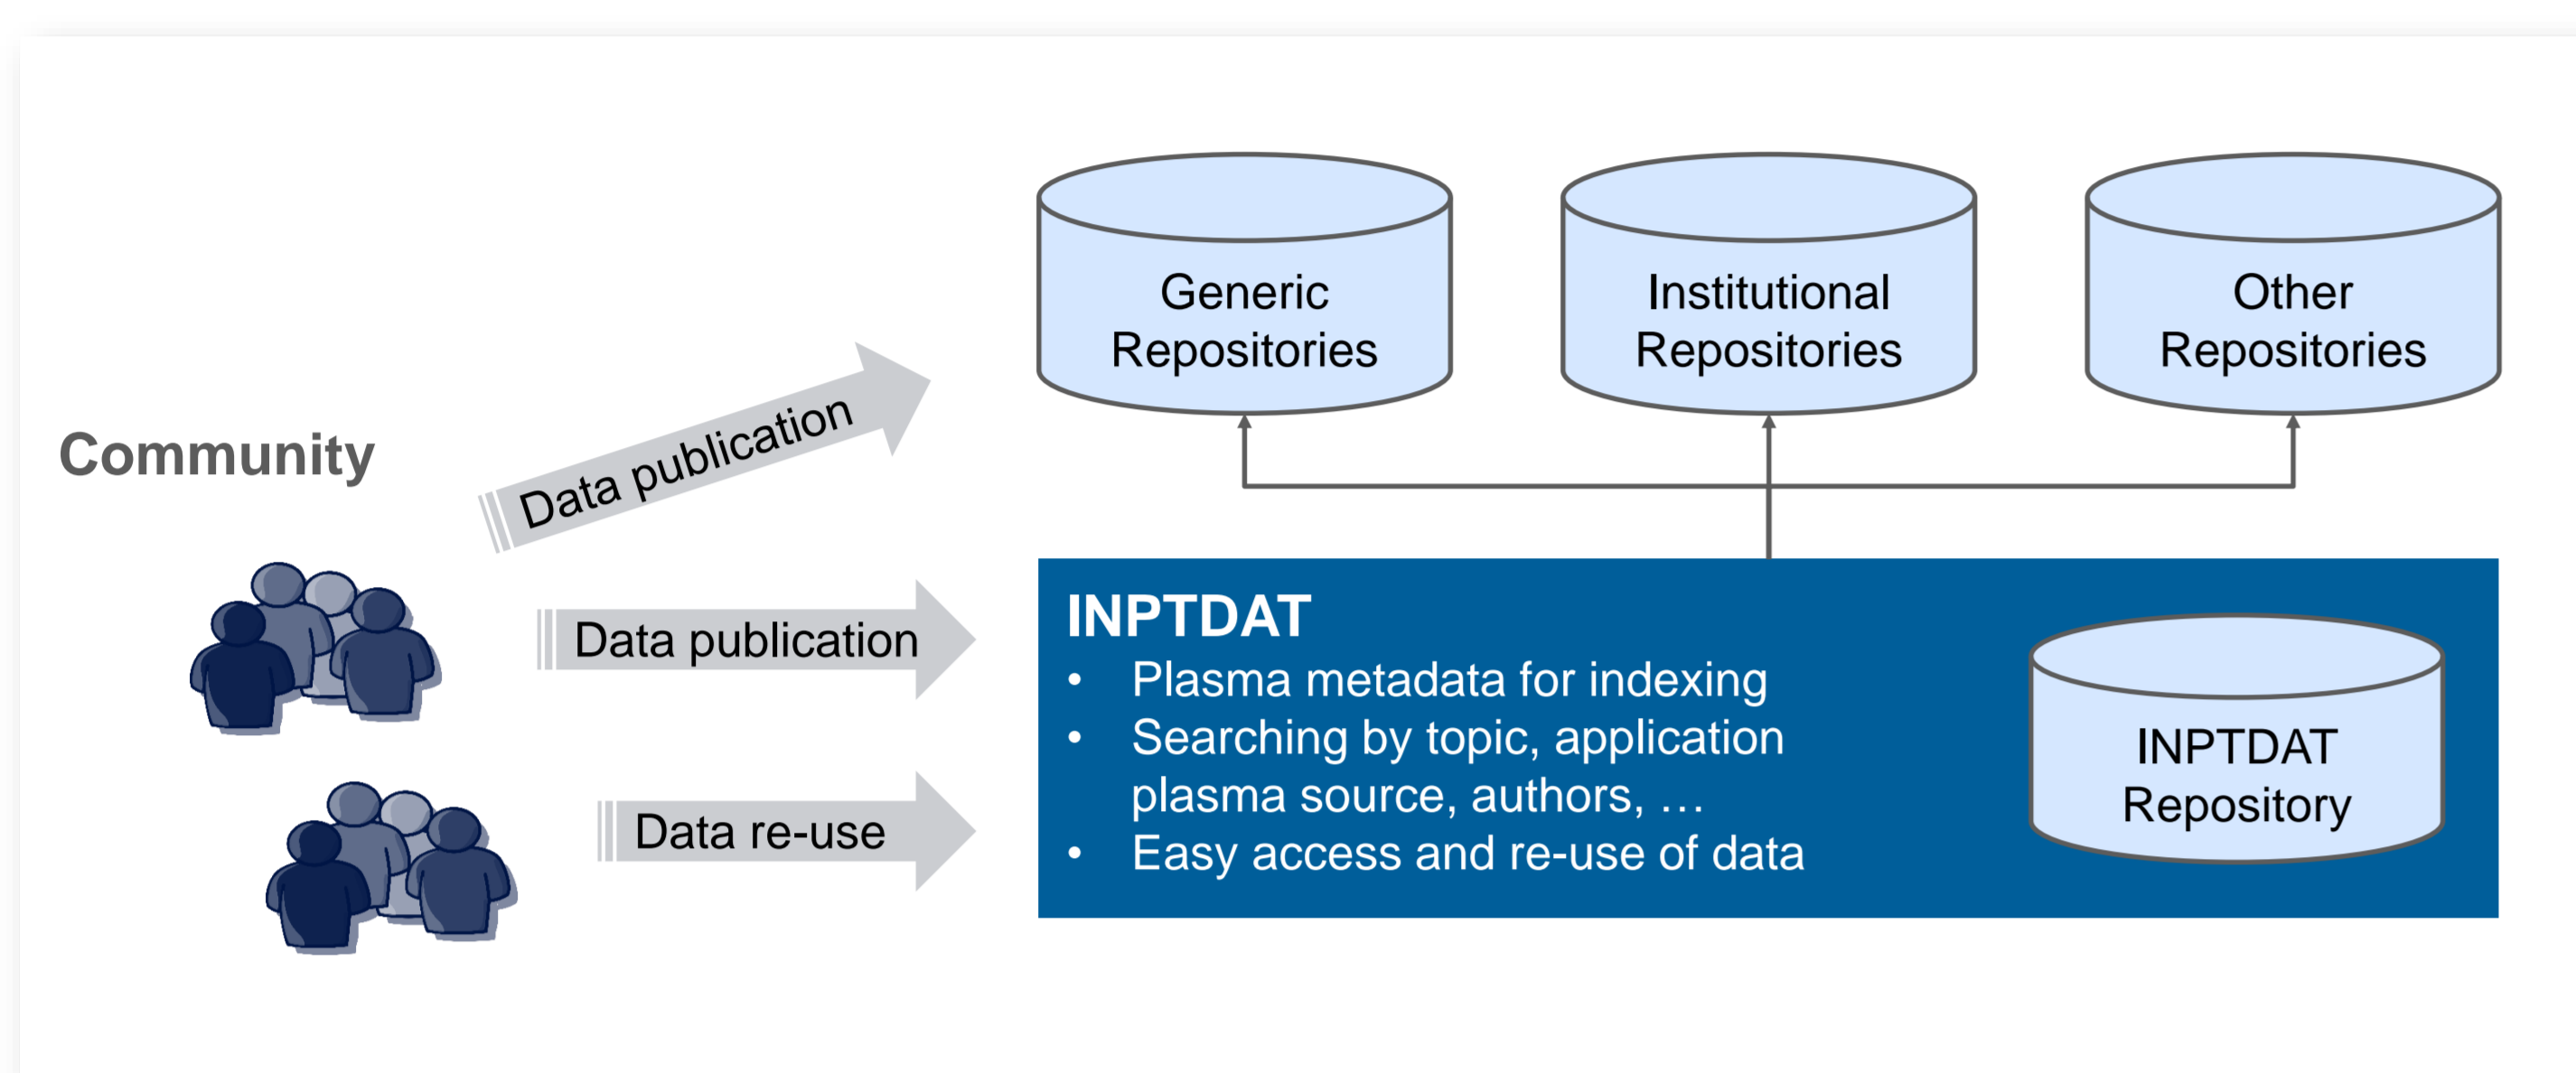 Generic
Repositories
Institutional
Repositories
Other
Repositories
Community
Data publication
Data publication
Data re-use
INPTDAT
• Plasma metadata for indexing
• Searching by topic, application
plasma source, authors, …
• Easy access and re-use of data
INPTDAT
Repository